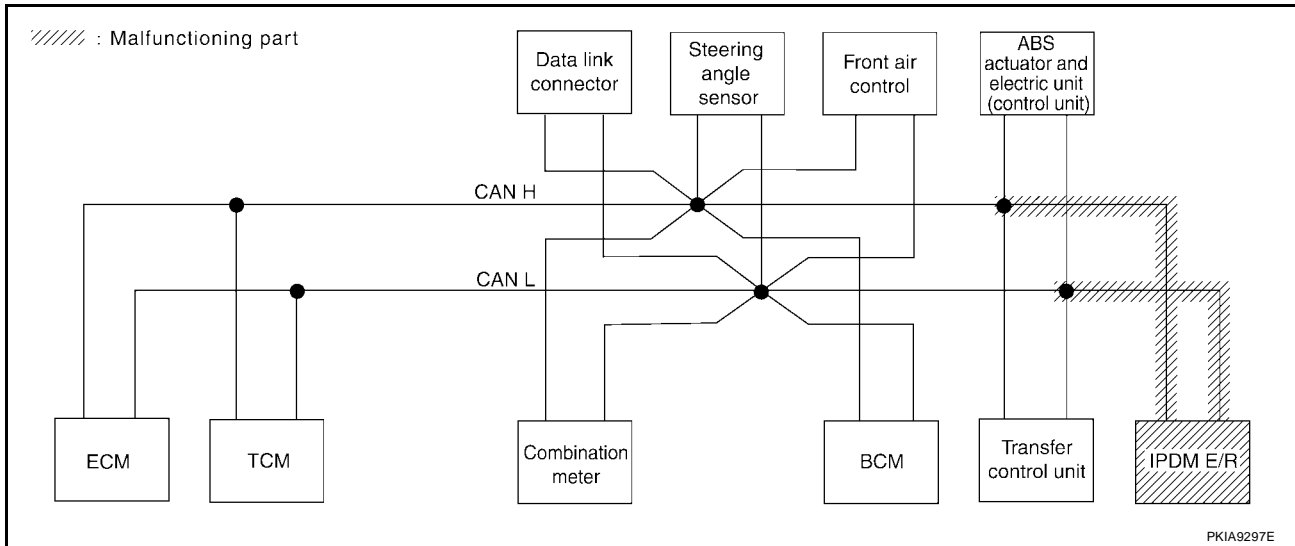 : Malfunctioning part
Data link
connector
Steering
angle
sensor
Front air
control
ABS
actuator and
electric unit
(control unit)
CAN H
CAN L
ECM
TCM
Combination
meter
BCM
Transfer
control unit
IPDM E/R
PKIA9297E